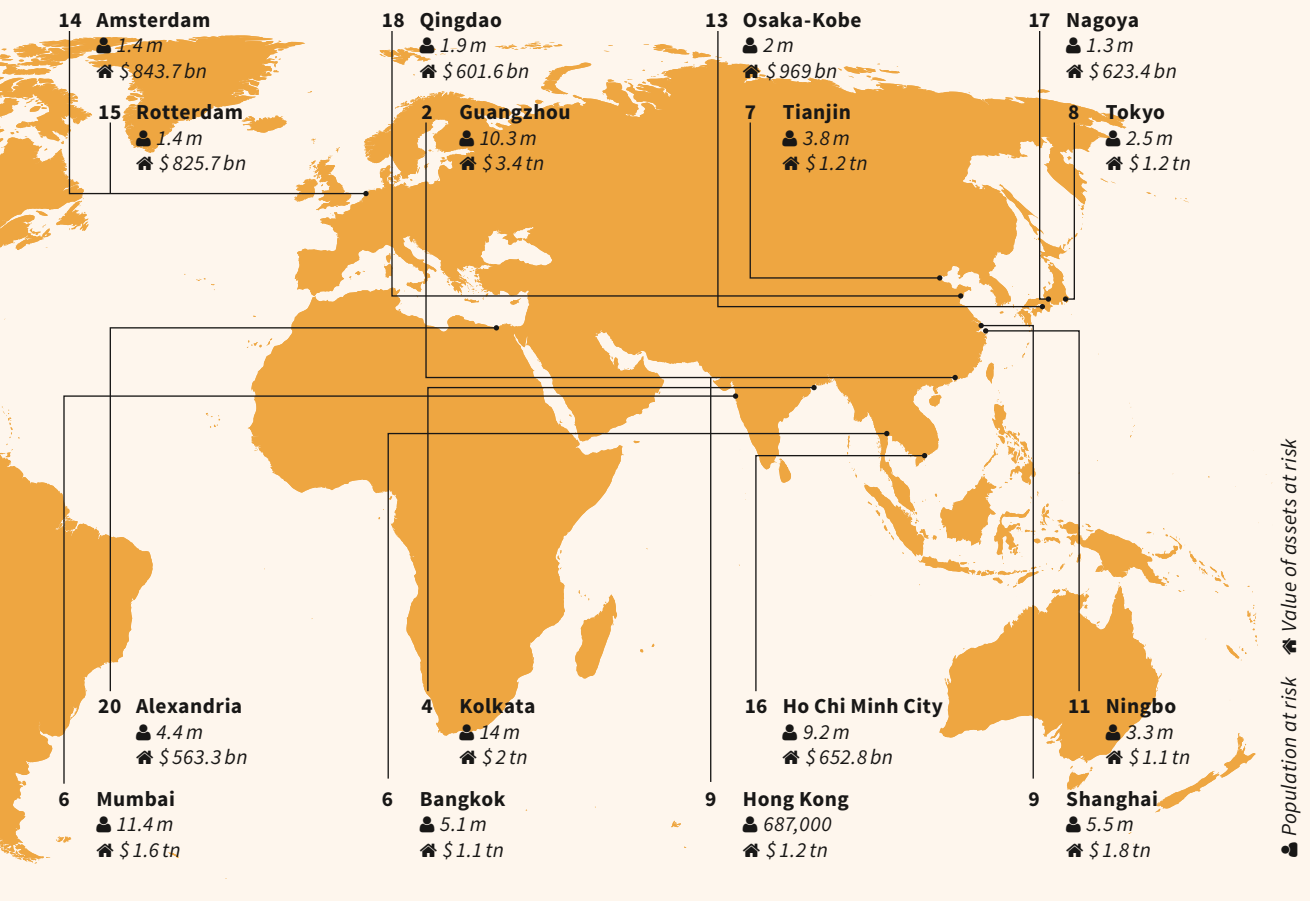 14 Amsterdam
1.4 m
$ 843.7 bn
18 Qingdao
1.9 m
$ 601.6 bn
13 Osaka-Kobe
2 m
$ 969 bn
17 Nagoya
1.3 m
$ 623.4 bn
15 Rotterdam
1.4 m
$ 825.7 bn
2 Guangzhou
10.3 m
$ 3.4 tn
7 Tianjin
3.8 m
$ 1.2 tn
8 Tokyo
2.5 m
$ 1.2 tn
20 Alexandria
4.4 m
$ 563.3 bn
4 Kolkata
14 m
$ 2 tn
16 Ho Chi Minh City
9.2 m
$ 652.8 bn
11 Ningbo
3.3 m
$ 1.1 tn
6 Mumbai
11.4 m
$ 1.6 tn
6 Bangkok
5.1 m
$ 1.1 tn
9 Hong Kong
687,000
$ 1.2 tn
9 Shanghai
5.5 m
$ 1.8 tn
Population at risk
Value of assets at risk